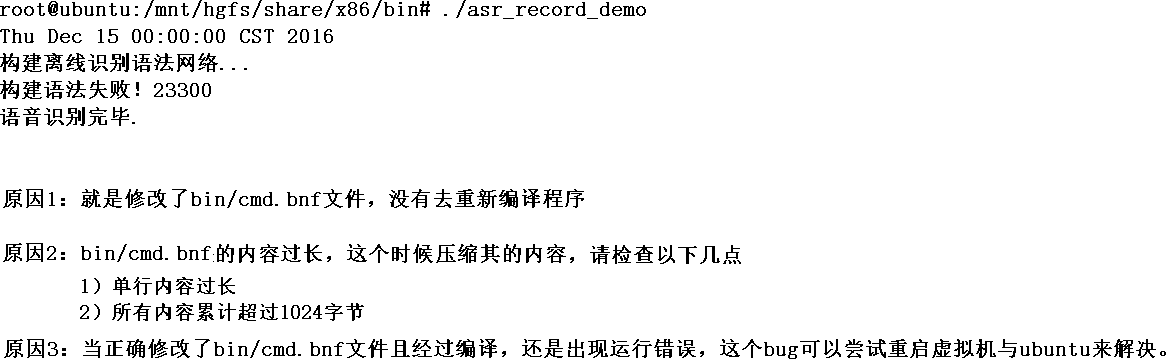 root@ubuntu:/mnt/hgfs/share/x86/bin# ./asr_record_demo
Thu Dec 15 00:00:00 CST 2016
构建离线识别语法网络...
构建语法失败！23300
语音识别完毕.
原因1：就是修改了bin/cmd.bnf文件，没有去重新编译程序
原因2：bin/cmd.bnf的内容过长，这个时候压缩其的内容，请检查以下几点
1）单行内容过长
2）所有内容累计超过1024字节
原因3：当正确修改了bin/cmd.bnf文件且经过编译，还是出现运行错误，这个bug可以尝试重启虚拟机与ubuntu来解决。